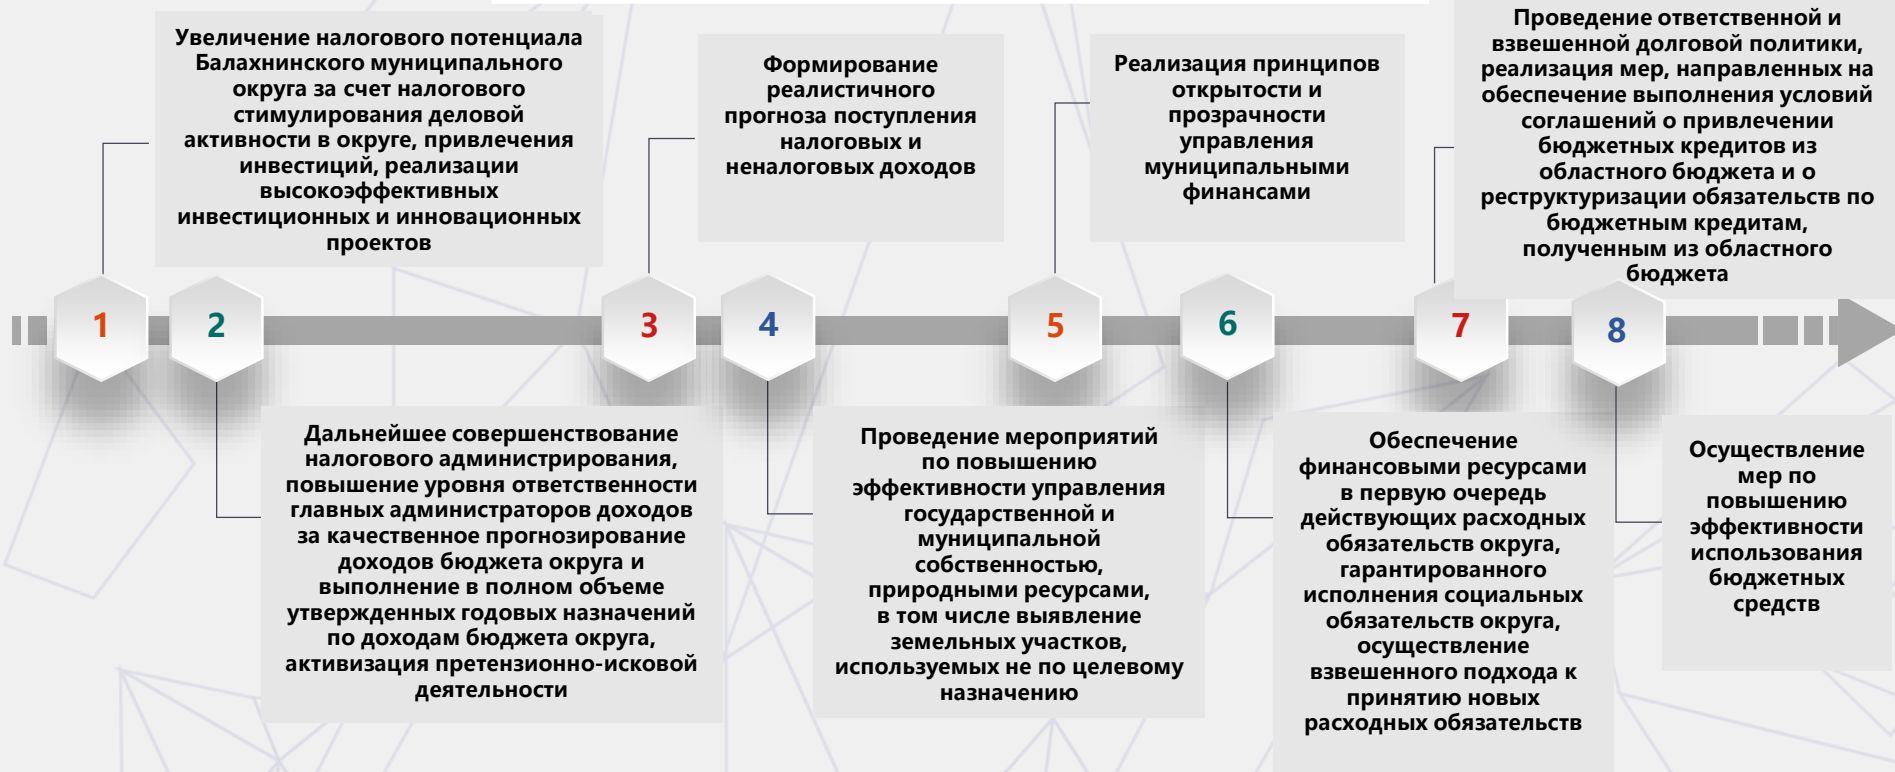 Увеличение налогового потенциала
Балахнинского муниципального
округа за счет налогового
стимулирования деловой
активности в округе, привлечения
инвестиций, реализации
высокоэффективных
инвестиционных и инновационных
проектов
Формирование
реалистичного
прогноза поступления
налоговых и
неналоговых доходов
Реализация принципов
открытости и
прозрачности
управления
муниципальными
финансами
Проведение ответственной и
взвешенной долговой политики,
реализация мер, направленных на
обеспечение выполнения условий
соглашений о привлечении
бюджетных кредитов из
областного бюджета и о
реструктуризации обязательств по
бюджетным кредитам,
полученным из областного
бюджета
1
2
3
4
5
6
7
8
Дальнейшее совершенствование
налогового администрирования,
повышение уровня ответственности
главных администраторов доходов
за качественное прогнозирование
доходов бюджета округа и
выполнение в полном объеме
утвержденных годовых назначений
по доходам бюджета округа,
активизация претензионно-исковой
деятельности
Проведение мероприятий
по повышению
эффективности управления
государственной и
муниципальной
собственностью,
природными ресурсами,
в том числе выявление
земельных участков,
используемых не по целевому
назначению
Обеспечение
финансовыми ресурсами
в первую очередь
действующих расходных
обязательств округа,
гарантированного
исполнения социальных
обязательств округа,
осуществление
взвешенного подхода к
принятию новых
расходных обязательств
Осуществление
мер по
повышению
эффективности
использования
бюджетных
средств